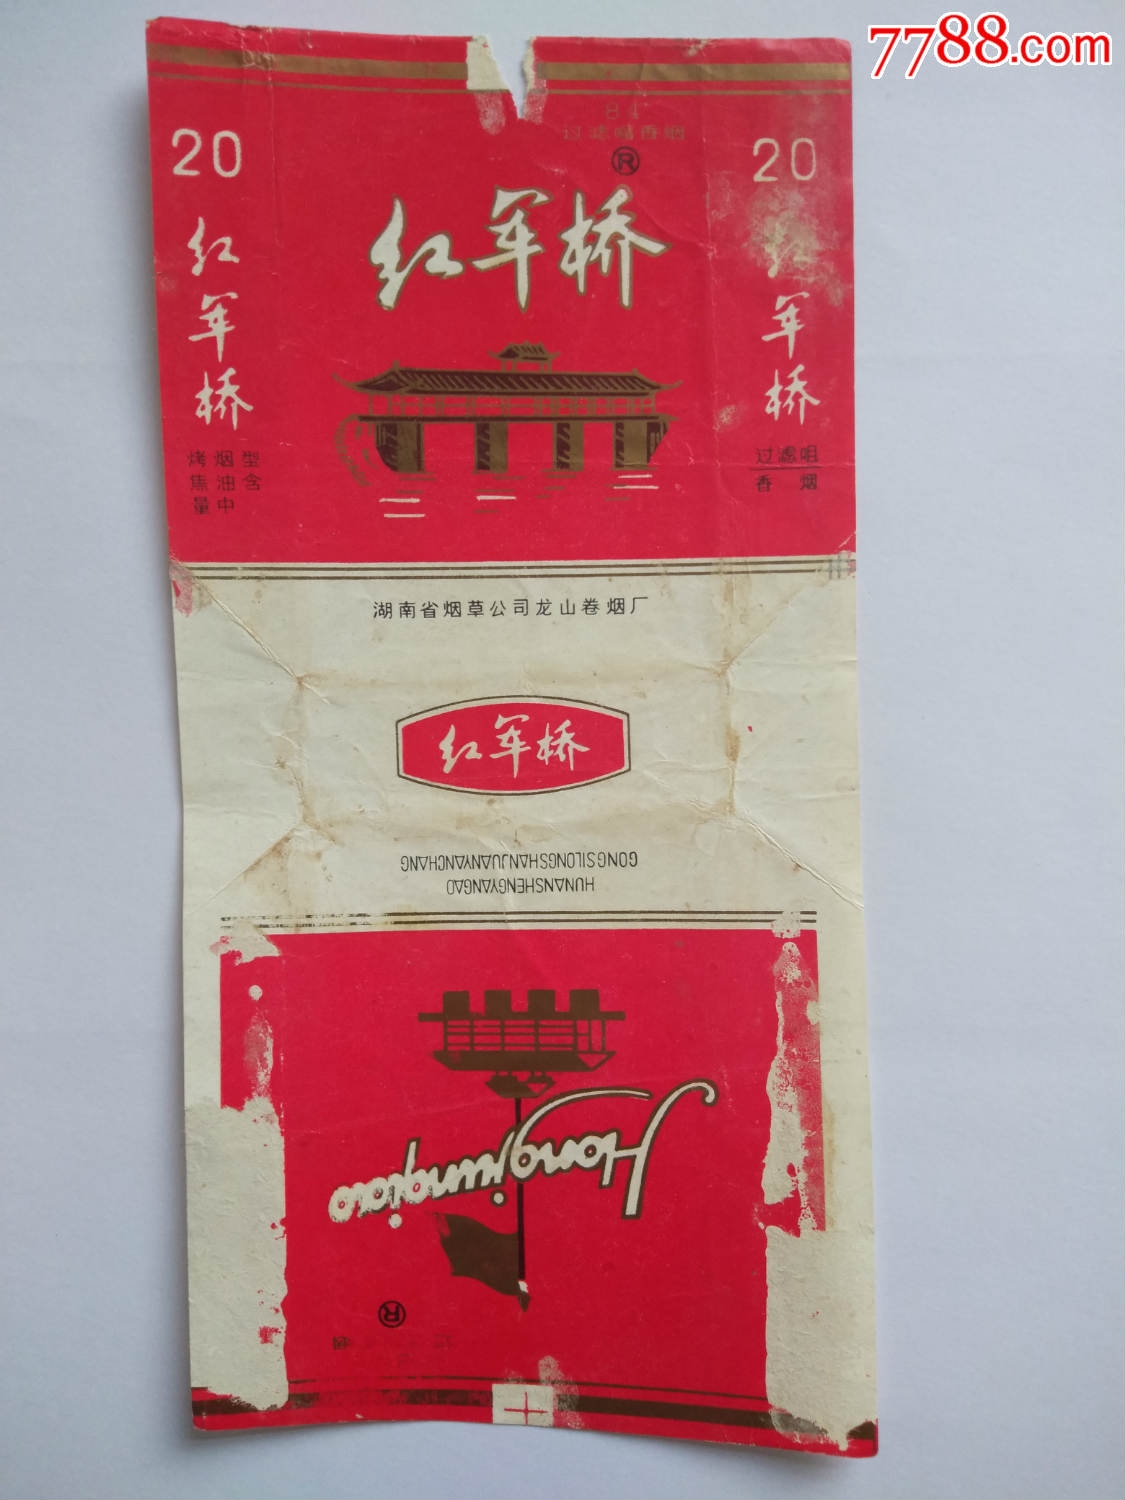 7788.com
84
过滤嘴香烟
®
20
红军桥
烤烟型
焦油含
量中
红军桥
20
红军桥
过滤咀
香烟
湖南省烟草公司龙山卷烟厂
红军桥
HUNANSHENGYANGAO
GONGSILONGSHANJUANYANCHANG
Hongjunqiao
®